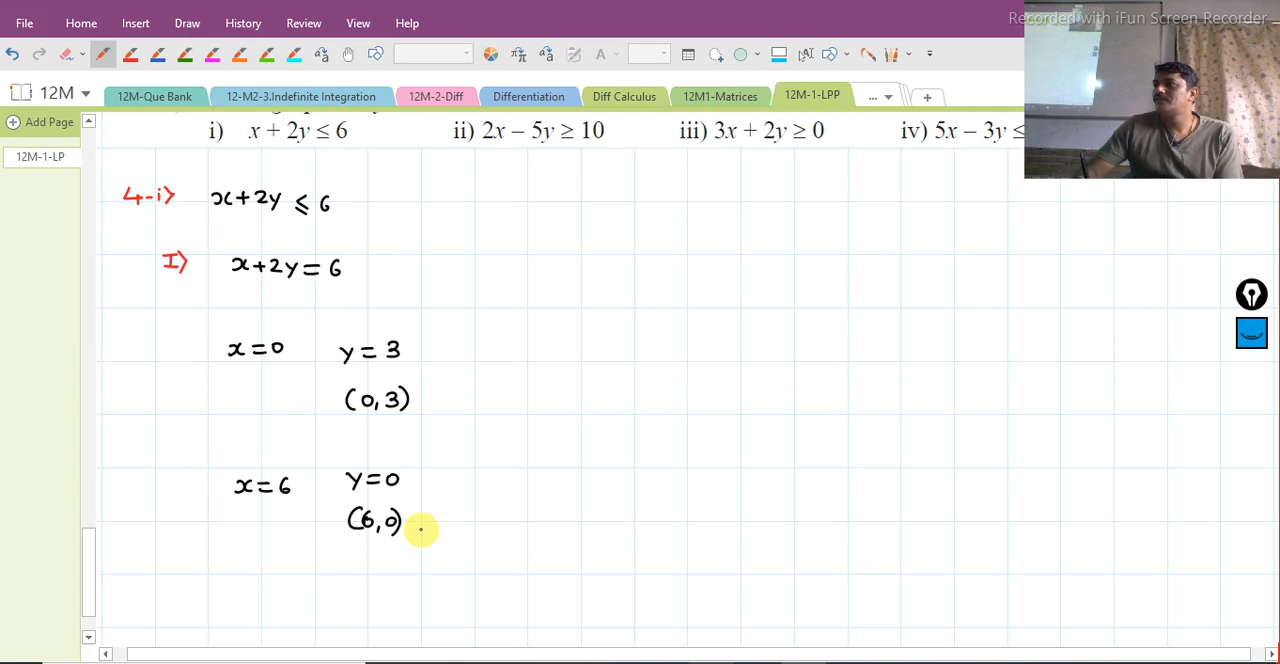 Recorded with iFun Screen Recorder
File Home Insert Draw History Review View Help
12M 12M-Que Bank 12-M2-3.Indefinite Integration 12M-2-Diff Differentiation Diff Calculus 12M1-Matrices 12M-1-LPP ... +
Add Page
12M-1-LP
i) x + 2y ≤ 6 ii) 2x − 5y ≥ 10 iii) 3x + 2y ≥ 0 iv) 5x − 3y ≤
4-i) x+2y ≤ 6
I) x+2y = 6
x=0 y = 3
(0,3)
x=6 y=0
(6,0)